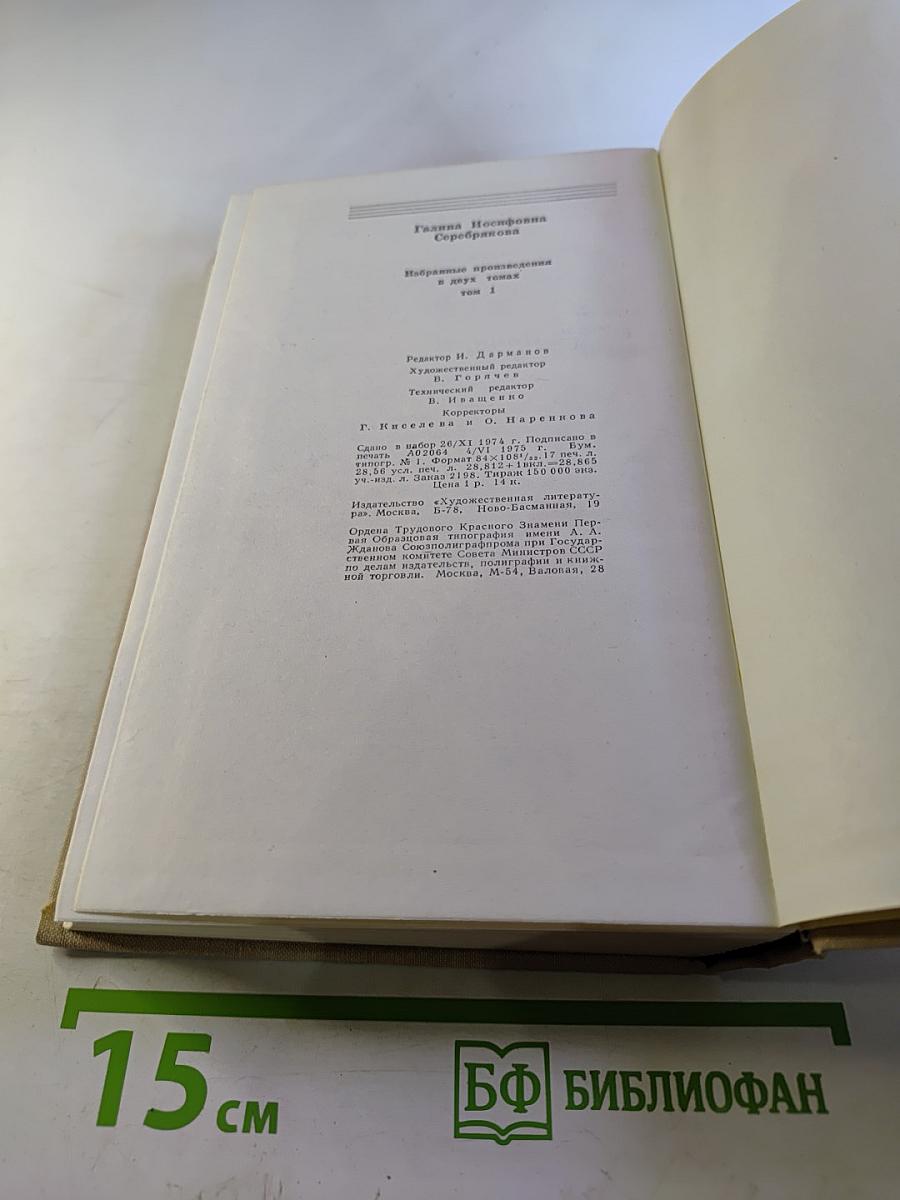 Галина Иосифовна
Серебрякова
Избранные произведения
в двух томах
том 1
Редактор И. Дарманов
Художественный редактор
В. Горячев
Технический редактор
В. Иващенко
Корректоры
Г. Киселева и О. Наренкова
Сдано в набор 26/XI 1974 г. Подписано в
печать А02064 4/VI 1975 г. Бум.
типогр. № 1. Формат 84×108¹/₃₂. 17 печ. л.
28,56 усл. печ. л. 28,812+1вкл.=28,865
уч.-изд. л. Заказ 2198. Тираж 150 000 экз.
Цена 1 р. 14 к.
Издательство «Художественная литерату-
ра». Москва, Б-78, Ново-Басманная, 19
Ордена Трудового Красного Знамени Пер-
вая Образцовая типография имени А. А.
Жданова Союзполиграфпрома при Государ-
ственном комитете Совета Министров СССР
по делам издательств, полиграфии и книж-
ной торговли. Москва, М-54, Валовая, 28
15 см
БФ БИБЛИОФАН